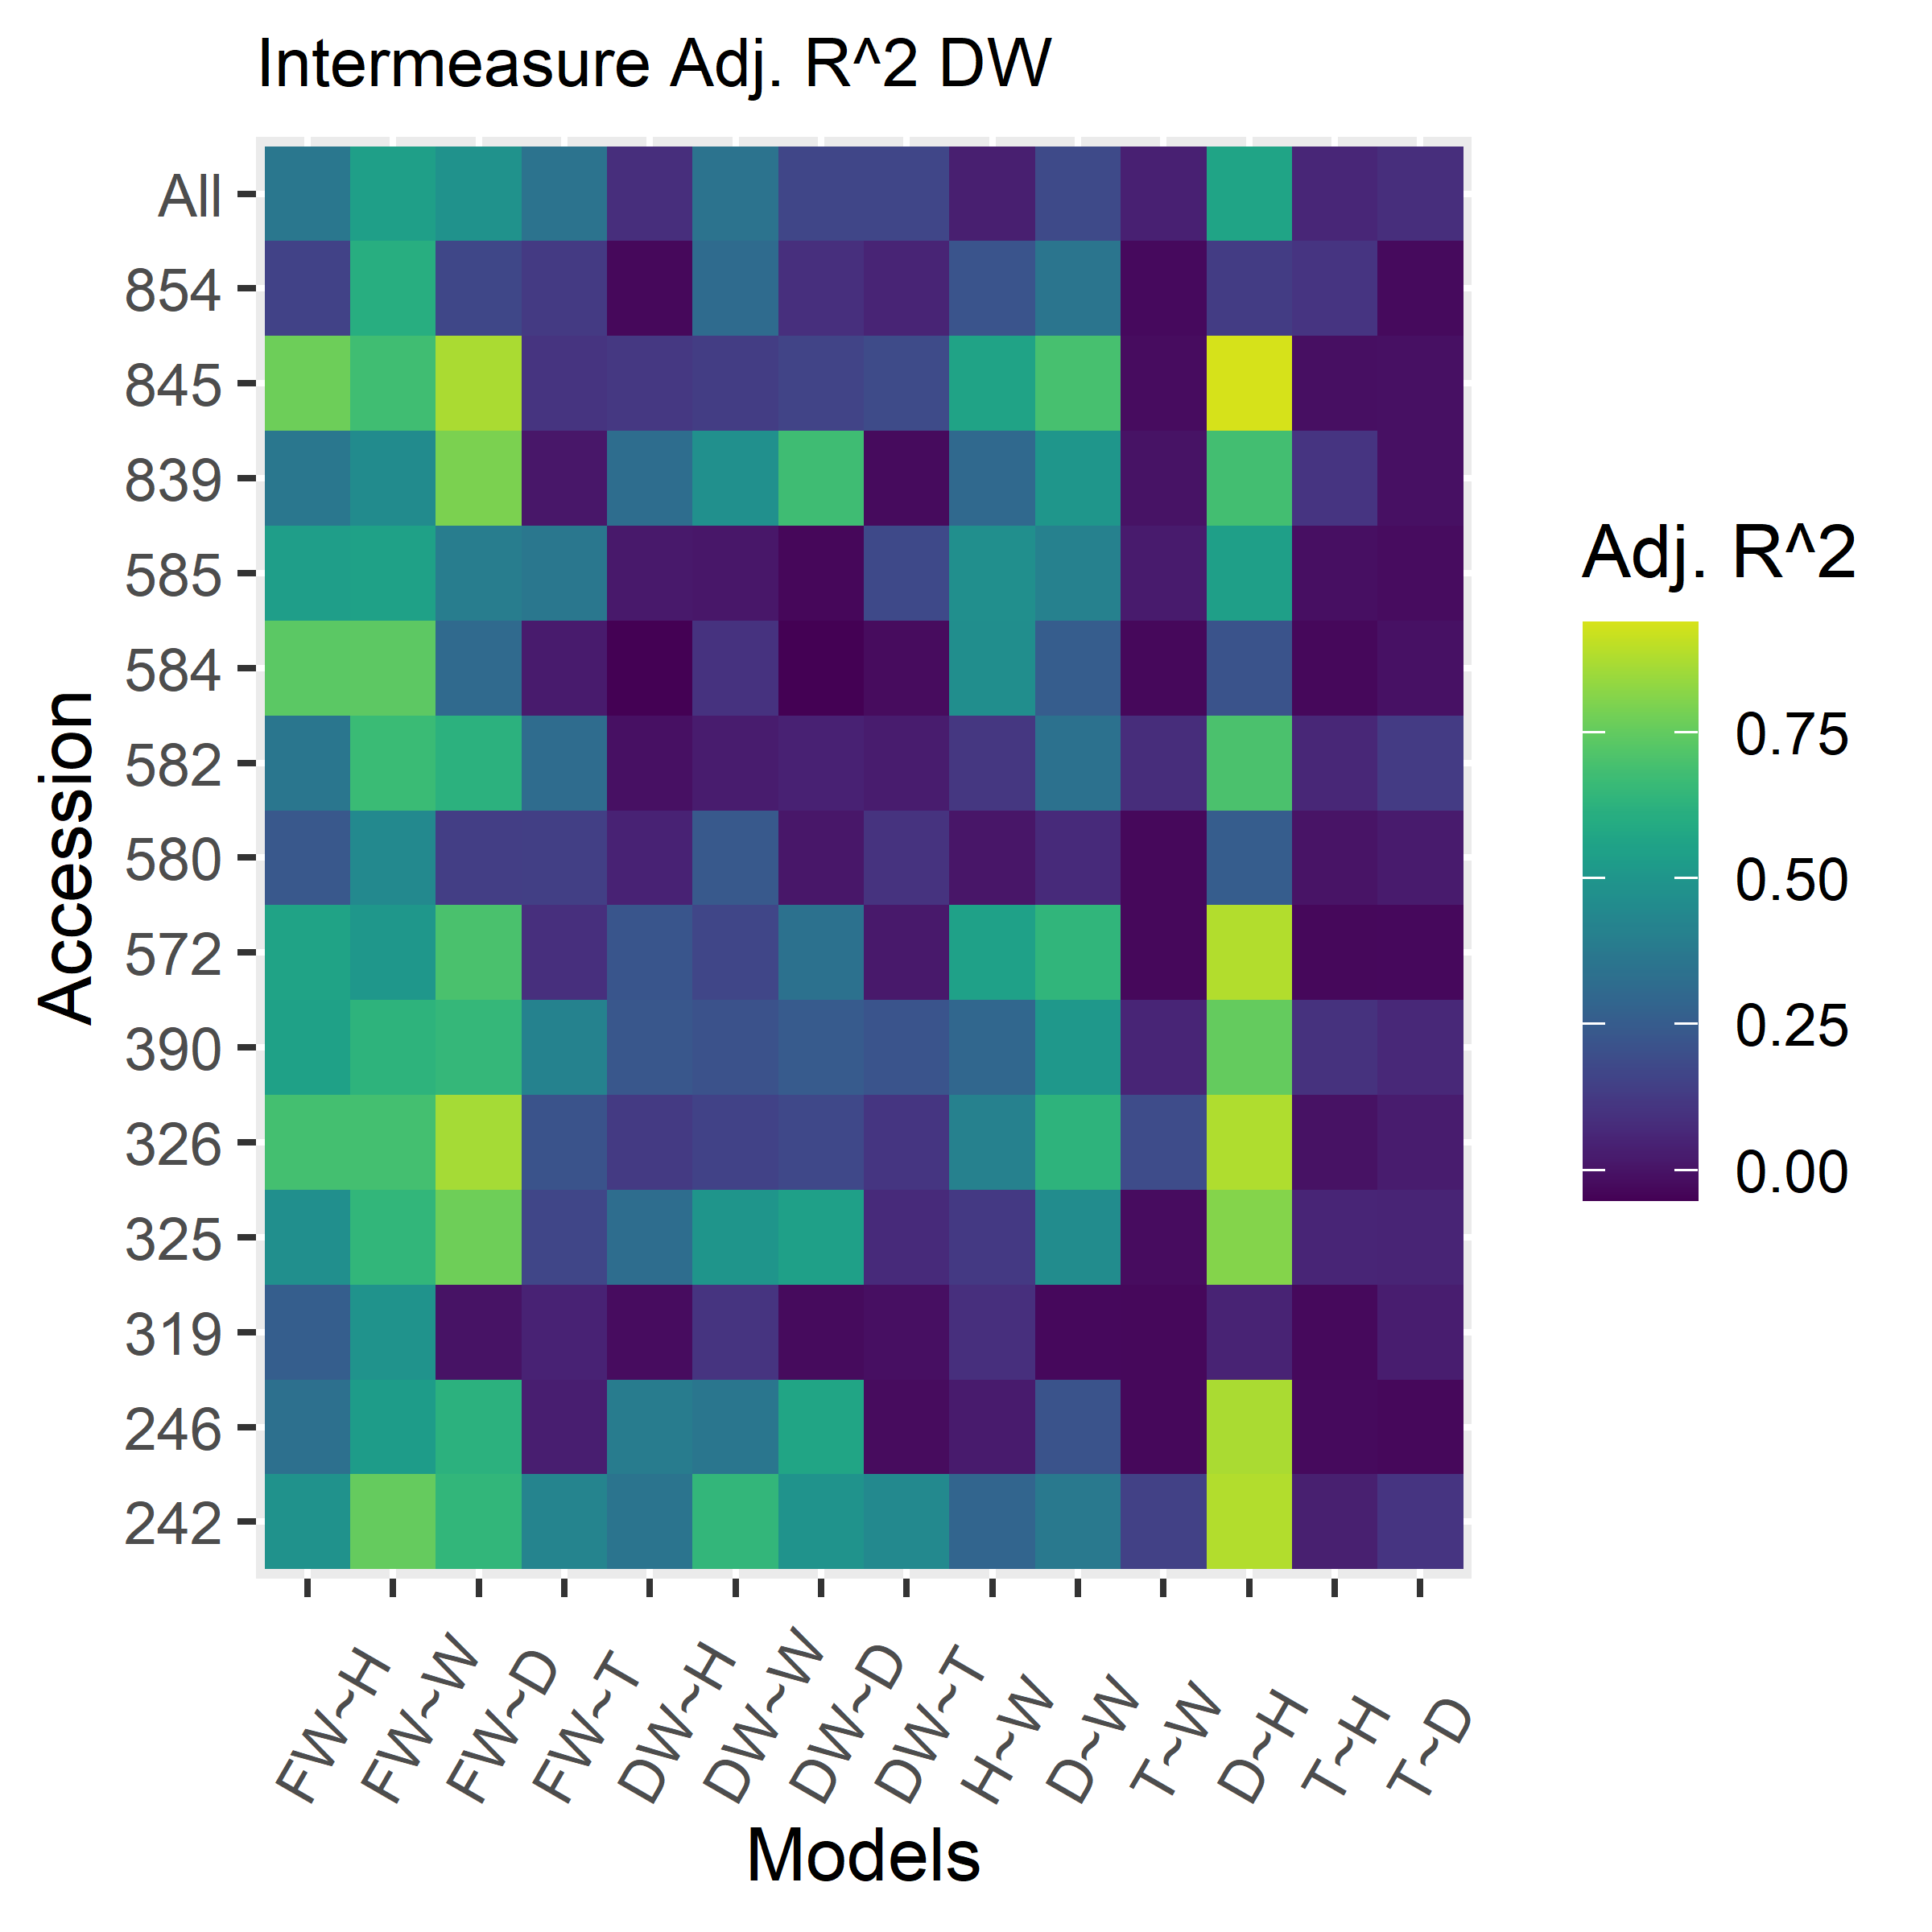 Intermeasure Adj. R^2 DW
All
854
845
839
585
584
582
580
572
390
326
325
319
246
242
Accession
FW~H
FW~W
FW~D
FW~T
DW~H
DW~W
DW~D
DW~T
H~W
D~W
T~W
D~H
T~H
T~D
Models
Adj. R^2
0.75
0.50
0.25
0.00